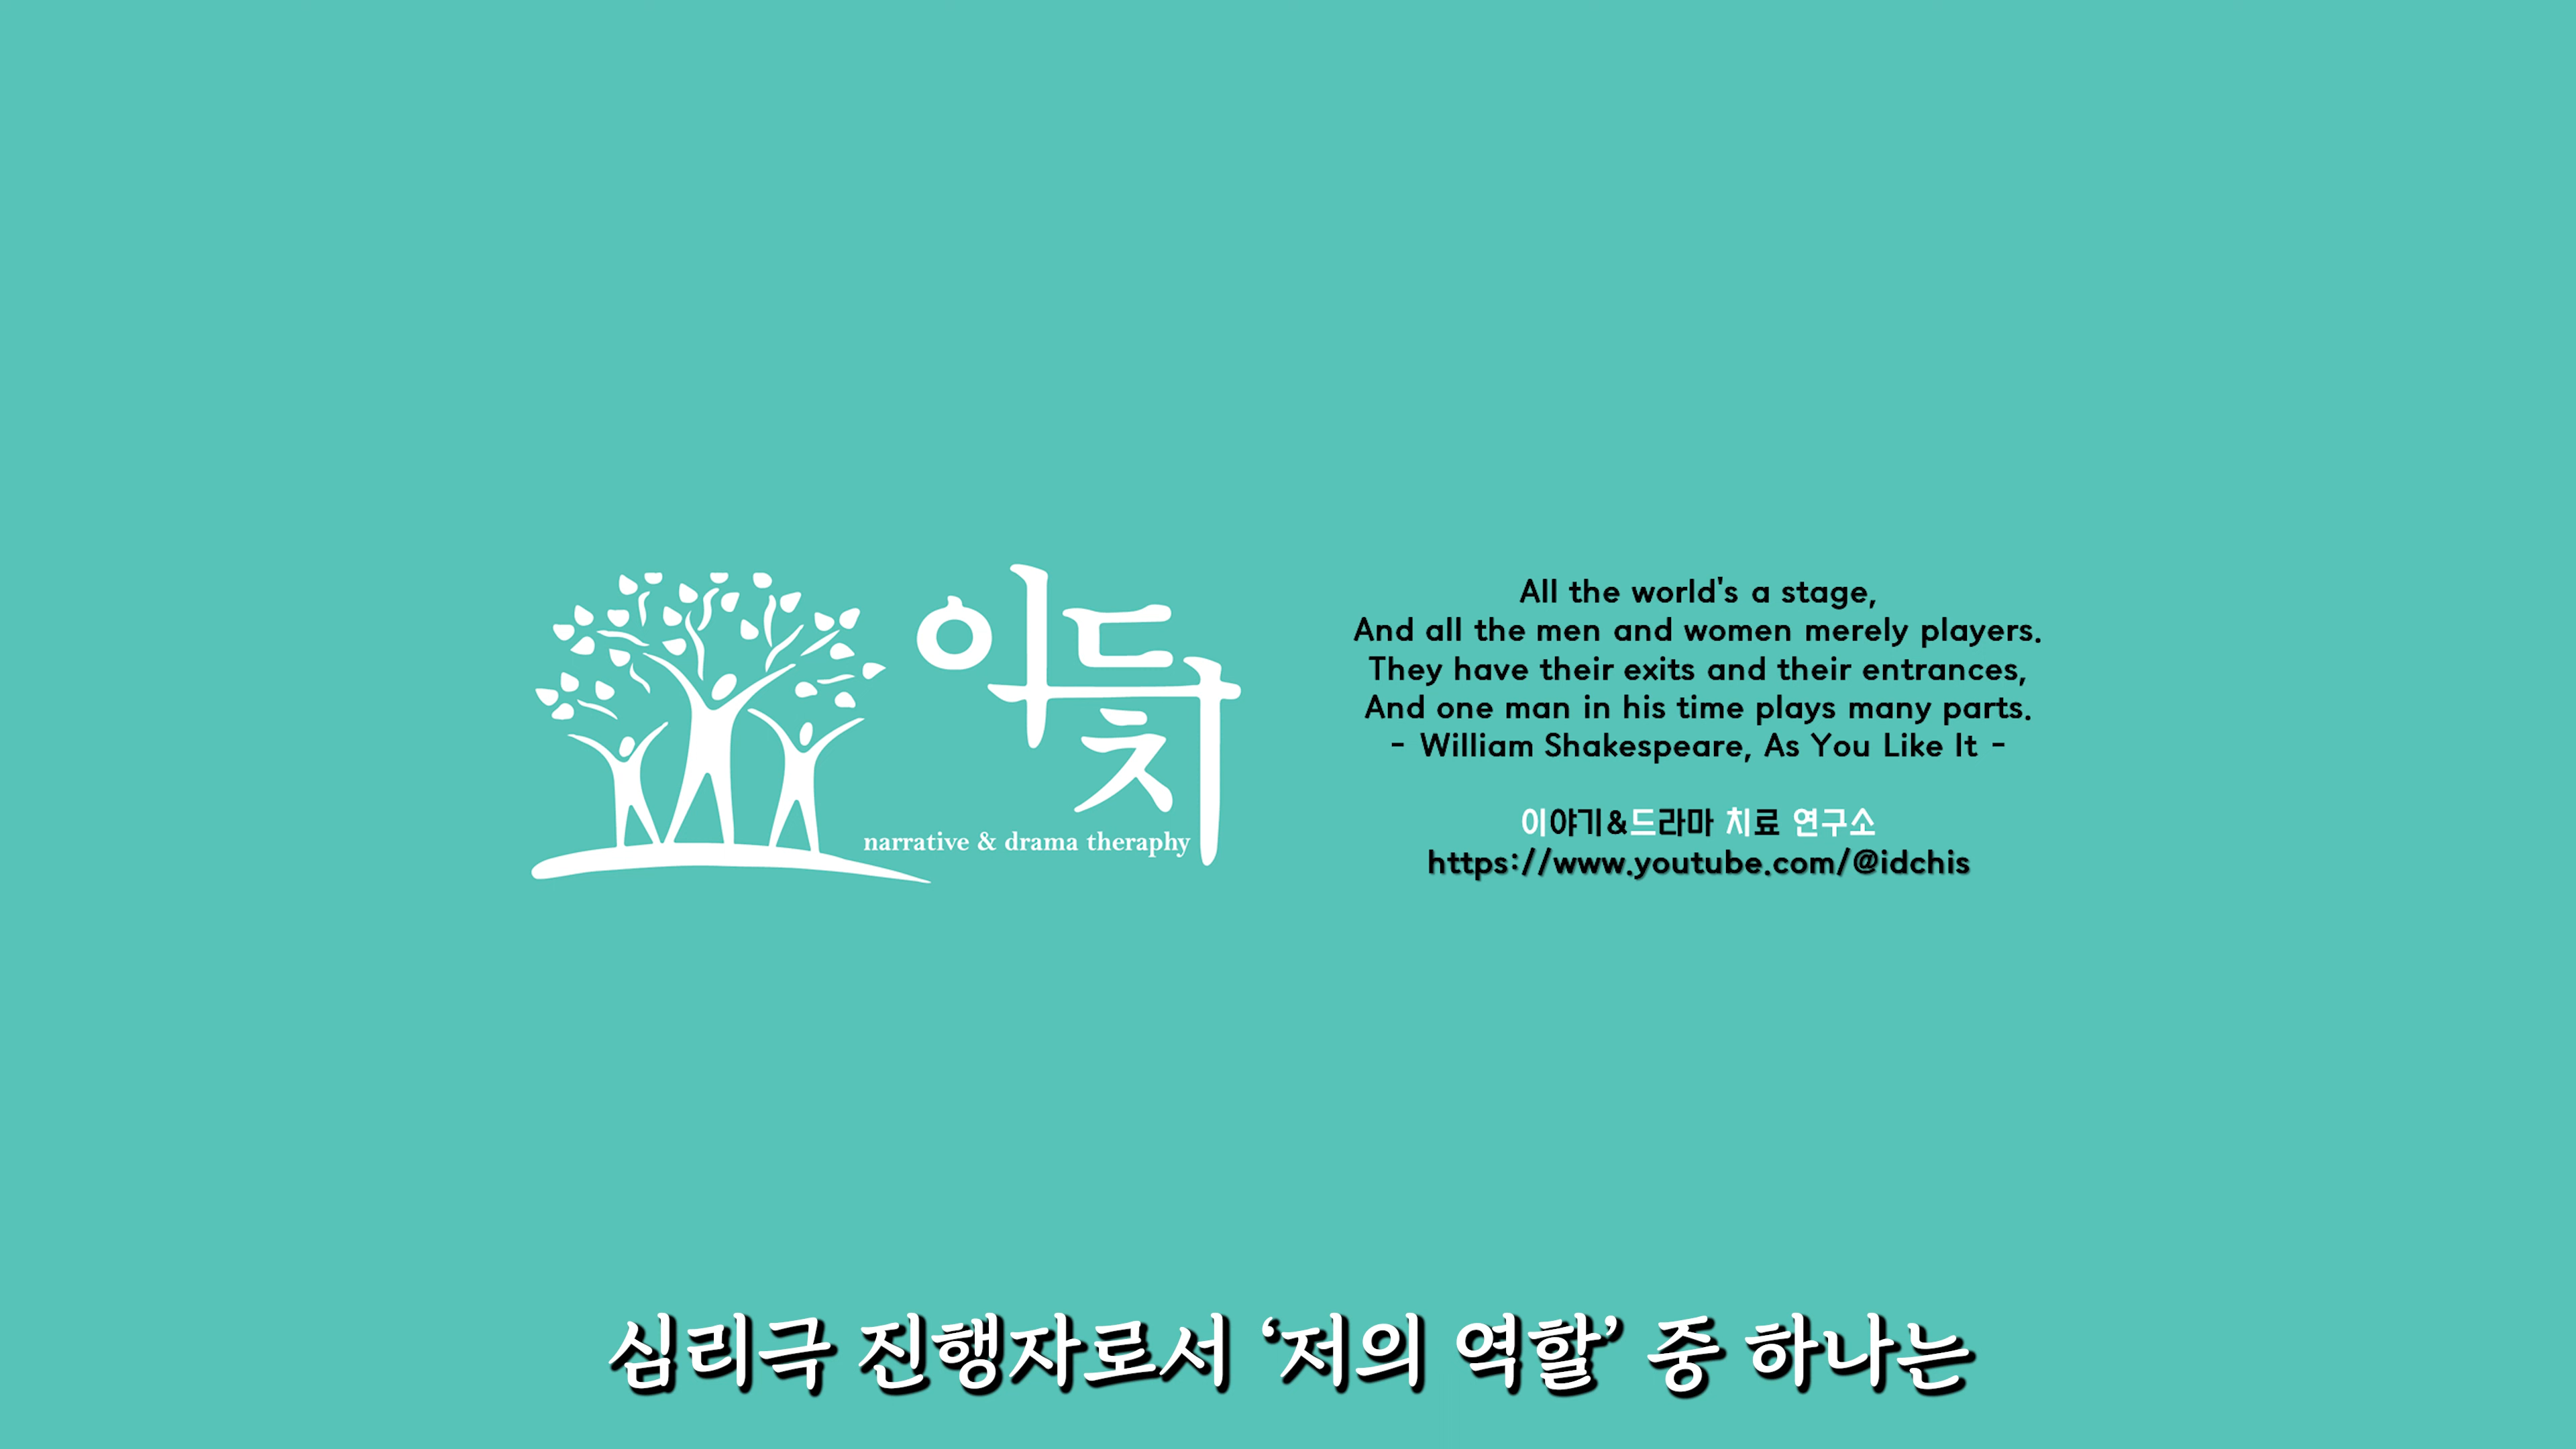 이드치
narrative & drama theraphy
All the world's a stage,
And all the men and women merely players.
They have their exits and their entrances,
And one man in his time plays many parts.
- William Shakespeare, As You Like It -
이야기&드라마 치료 연구소
https://www.youtube.com/@idchis
심리극 진행자로서 ‘저의 역할’ 중 하나는